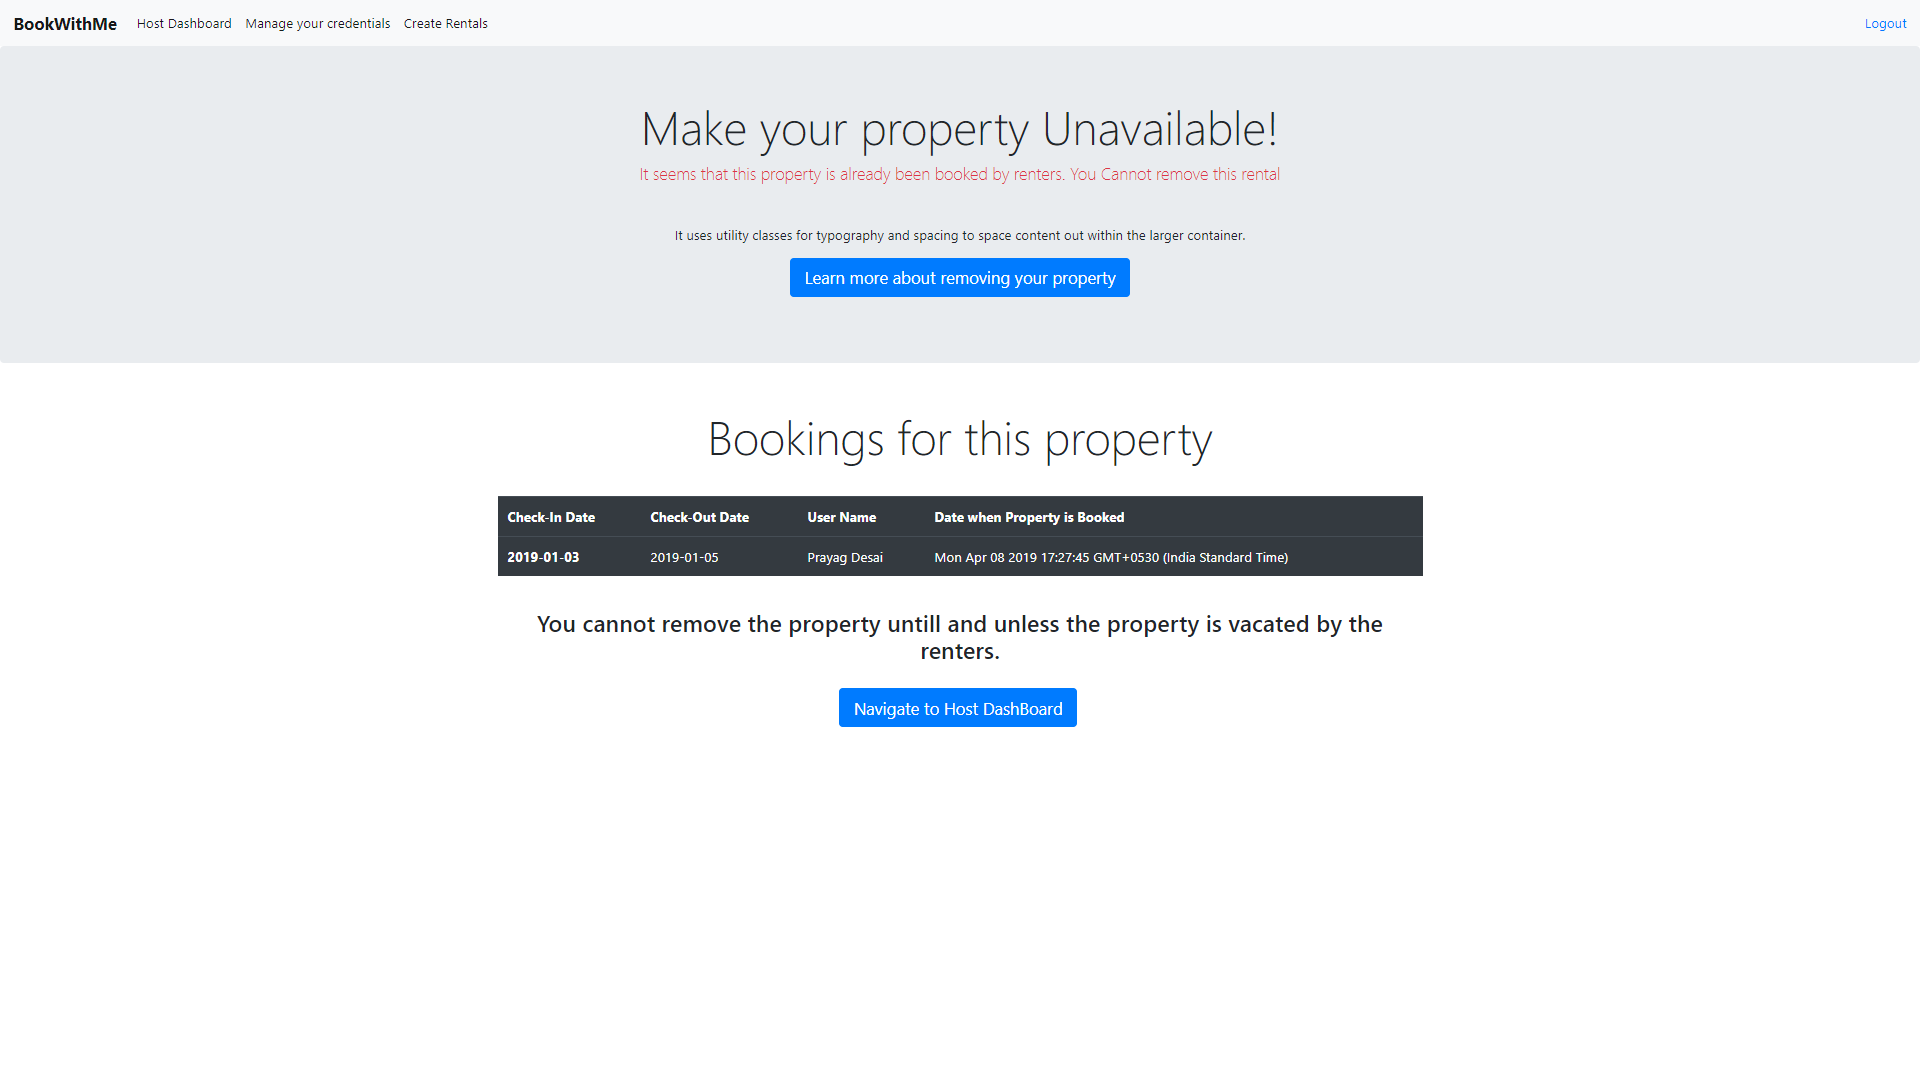 BookWithMe Host Dashboard Manage your credentials Create Rentals Logout
Make your property Unavailable!
It seems that this property is already been booked by renters. You Cannot remove this rental
It uses utility classes for typography and spacing to space content out within the larger container.
Learn more about removing your property
Bookings for this property
Check-In Date Check-Out Date User Name Date when Property is Booked
2019-01-03 2019-01-05 Prayag Desai Mon Apr 08 2019 17:27:45 GMT+0530 (India Standard Time)
You cannot remove the property untill and unless the property is vacated by the
renters.
Navigate to Host DashBoard